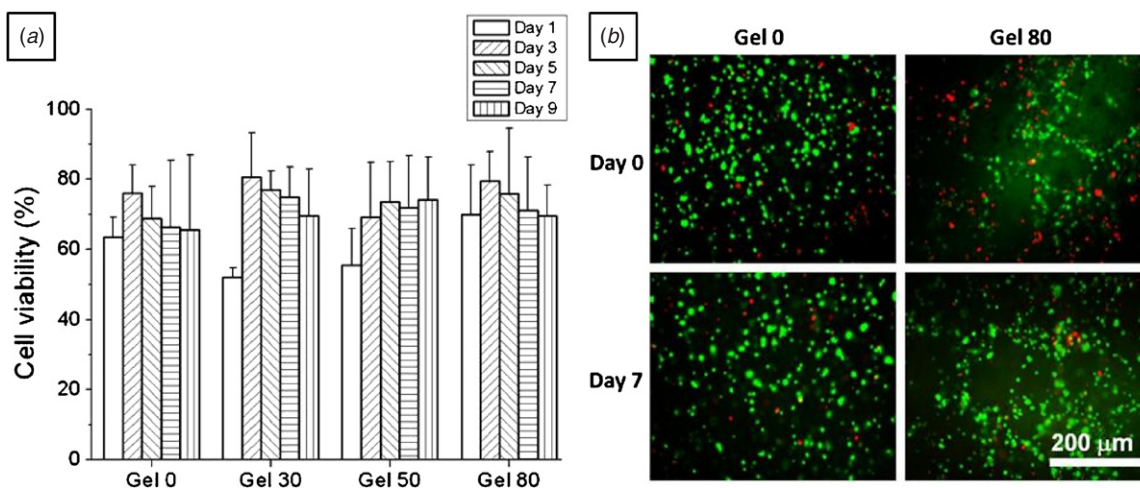 (a)
Day 1
Day 3
Day 5
Day 7
Day 9
100
80
60
40
20
0
Cell viability (%)
Gel 0 Gel 30 Gel 50 Gel 80
(b)
Gel 0 Gel 80
Day 0
Day 7
200 μm